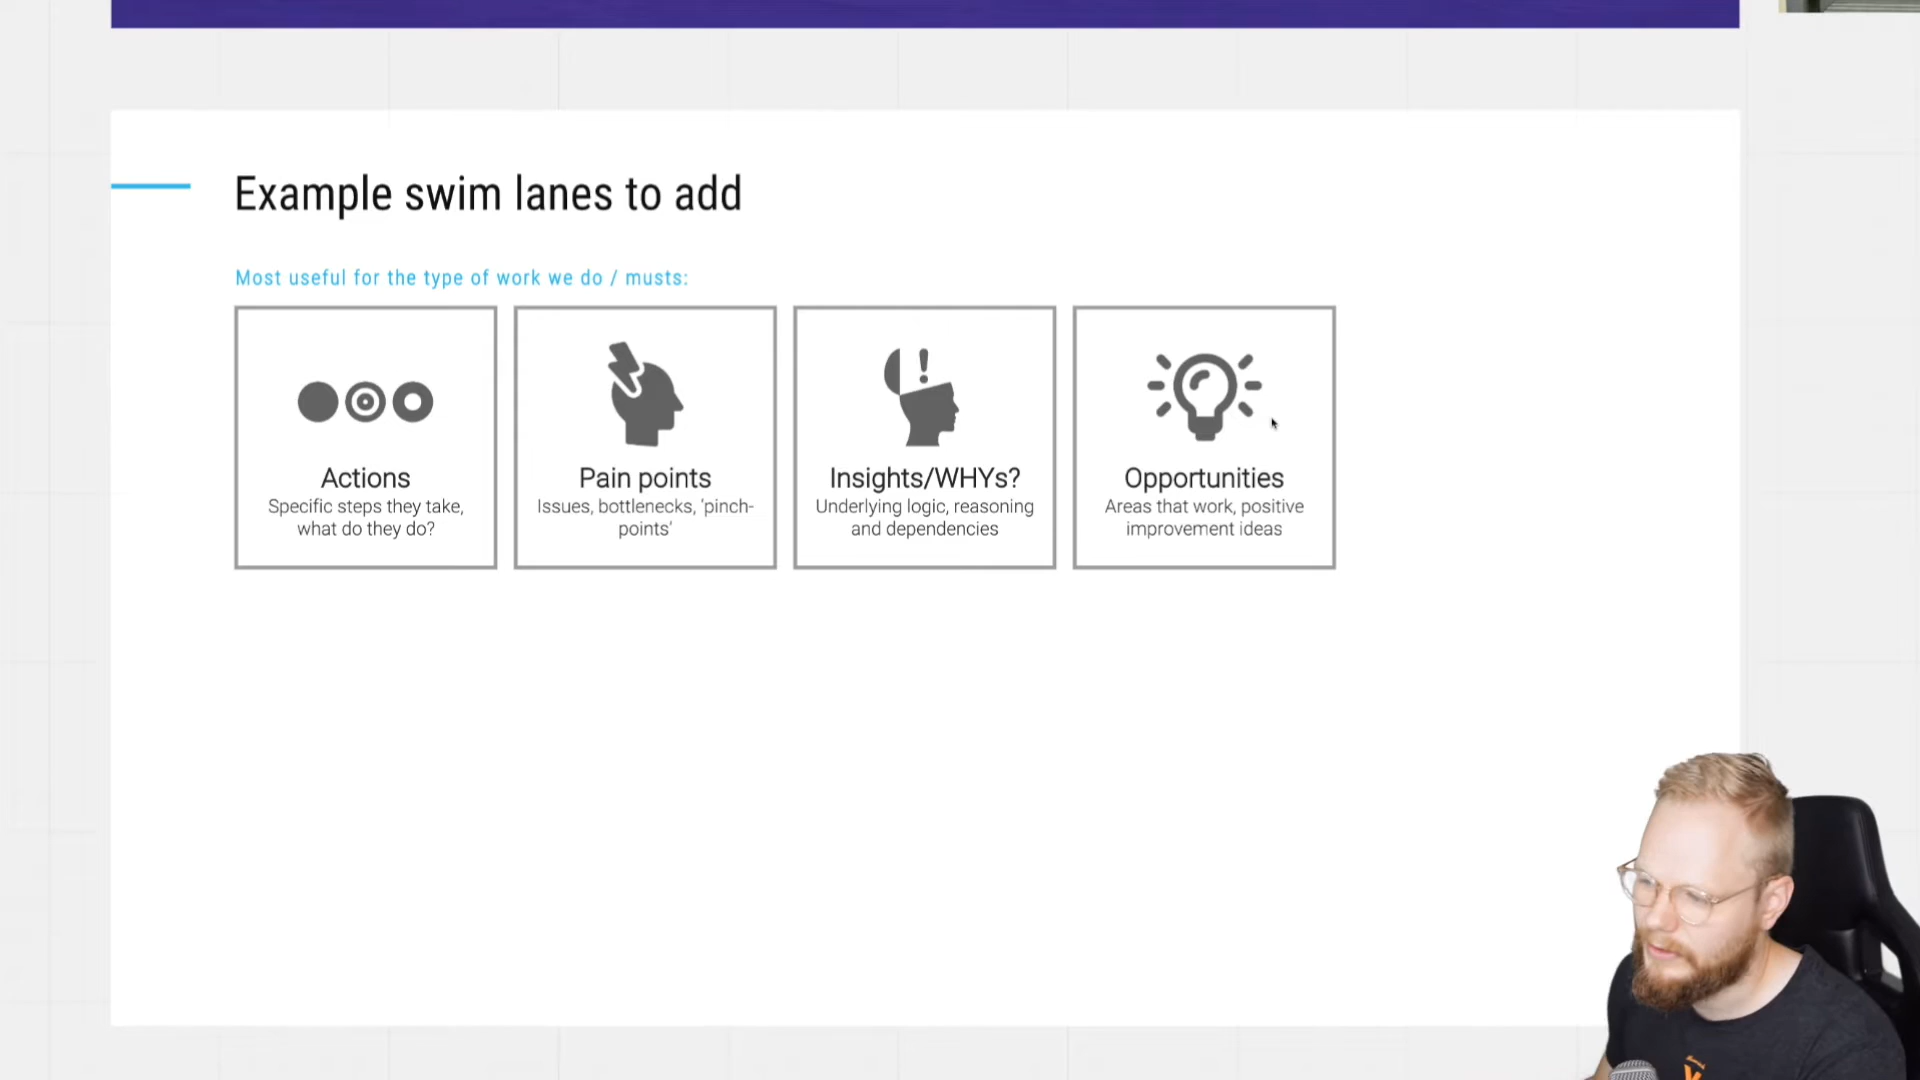 Example swim lanes to add
Most useful for the type of work we do / musts:
Actions
Specific steps they take,
what do they do?
Pain points
Issues, bottlenecks, 'pinch-
points'
Insights/WHYs?
Underlying logic, reasoning
and dependencies
Opportunities
Areas that work, positive
improvement ideas